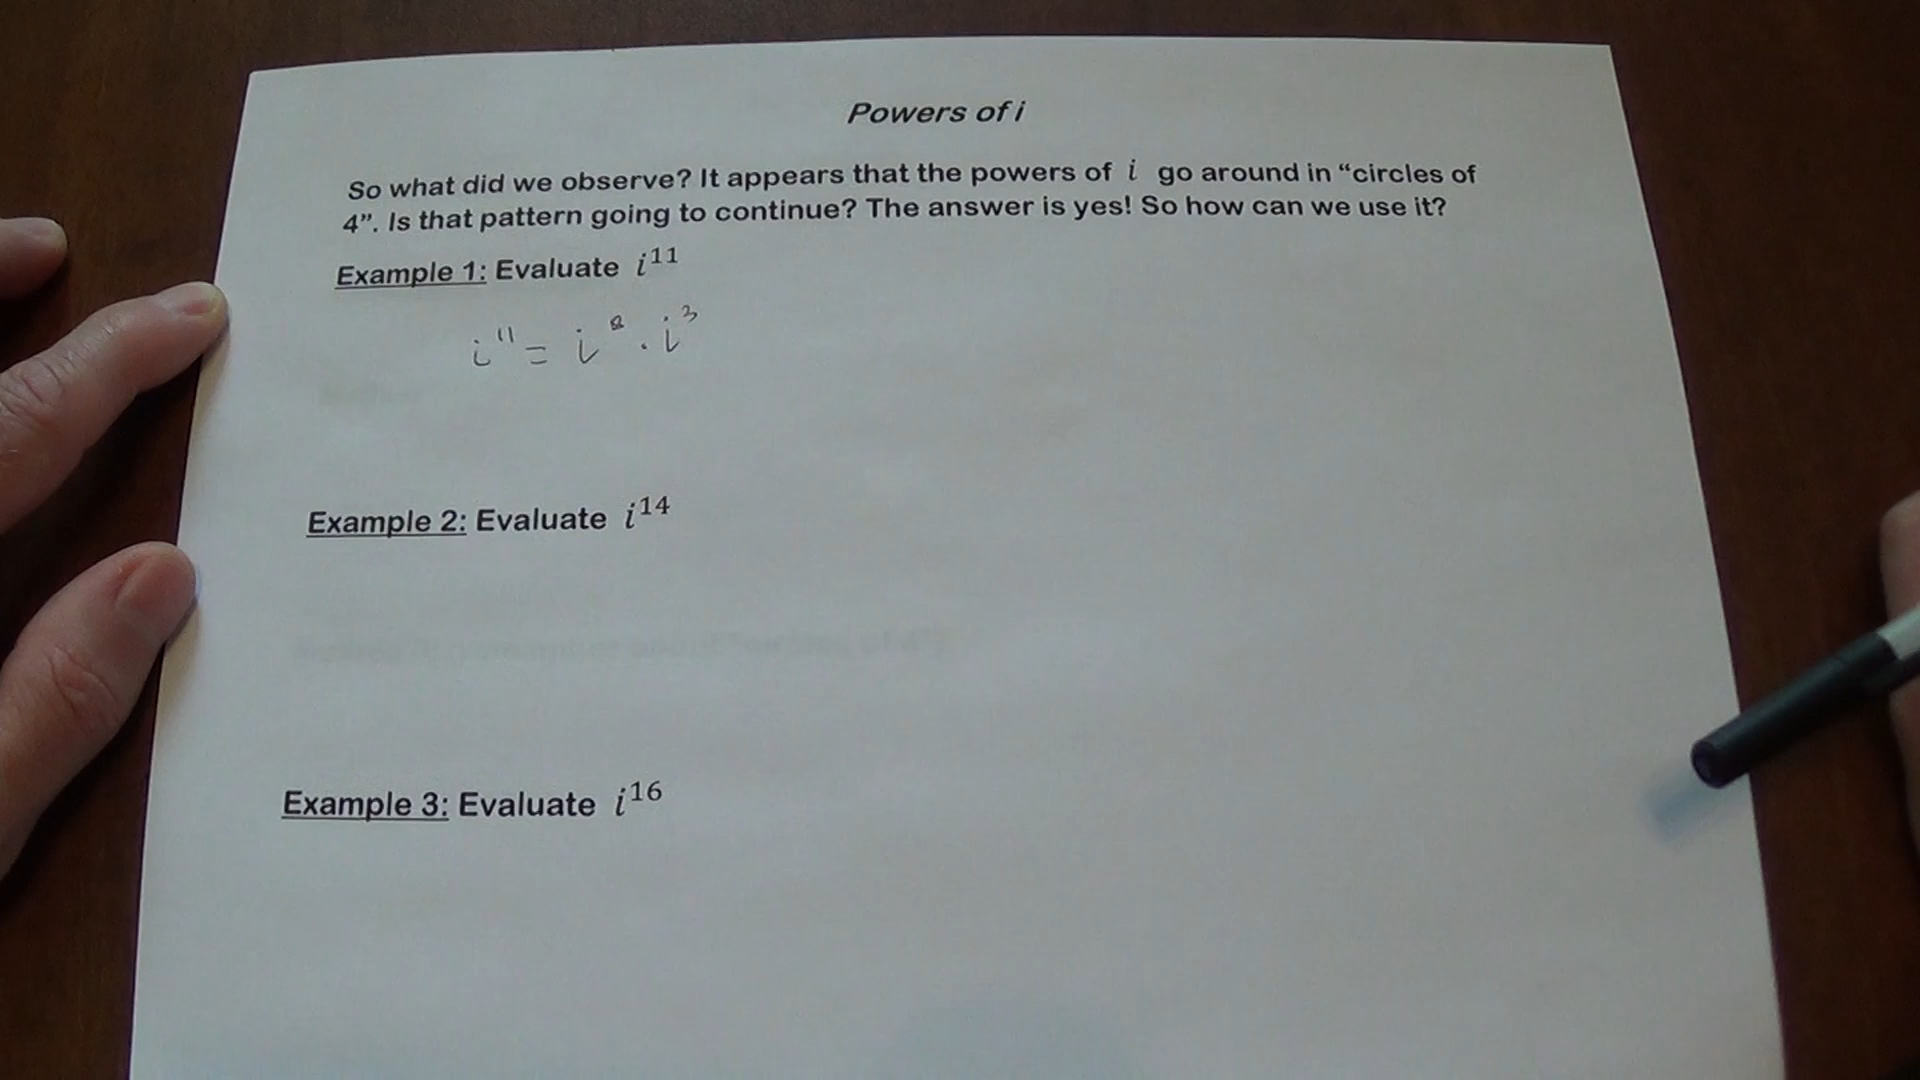 Powers of i
So what did we observe? It appears that the powers of i go around in “circles of
4”. Is that pattern going to continue? The answer is yes! So how can we use it?
Example 1: Evaluate i¹¹
i¹¹ = i⁸ · i³
Example 2: Evaluate i¹⁴
Example 3: Evaluate i¹⁶